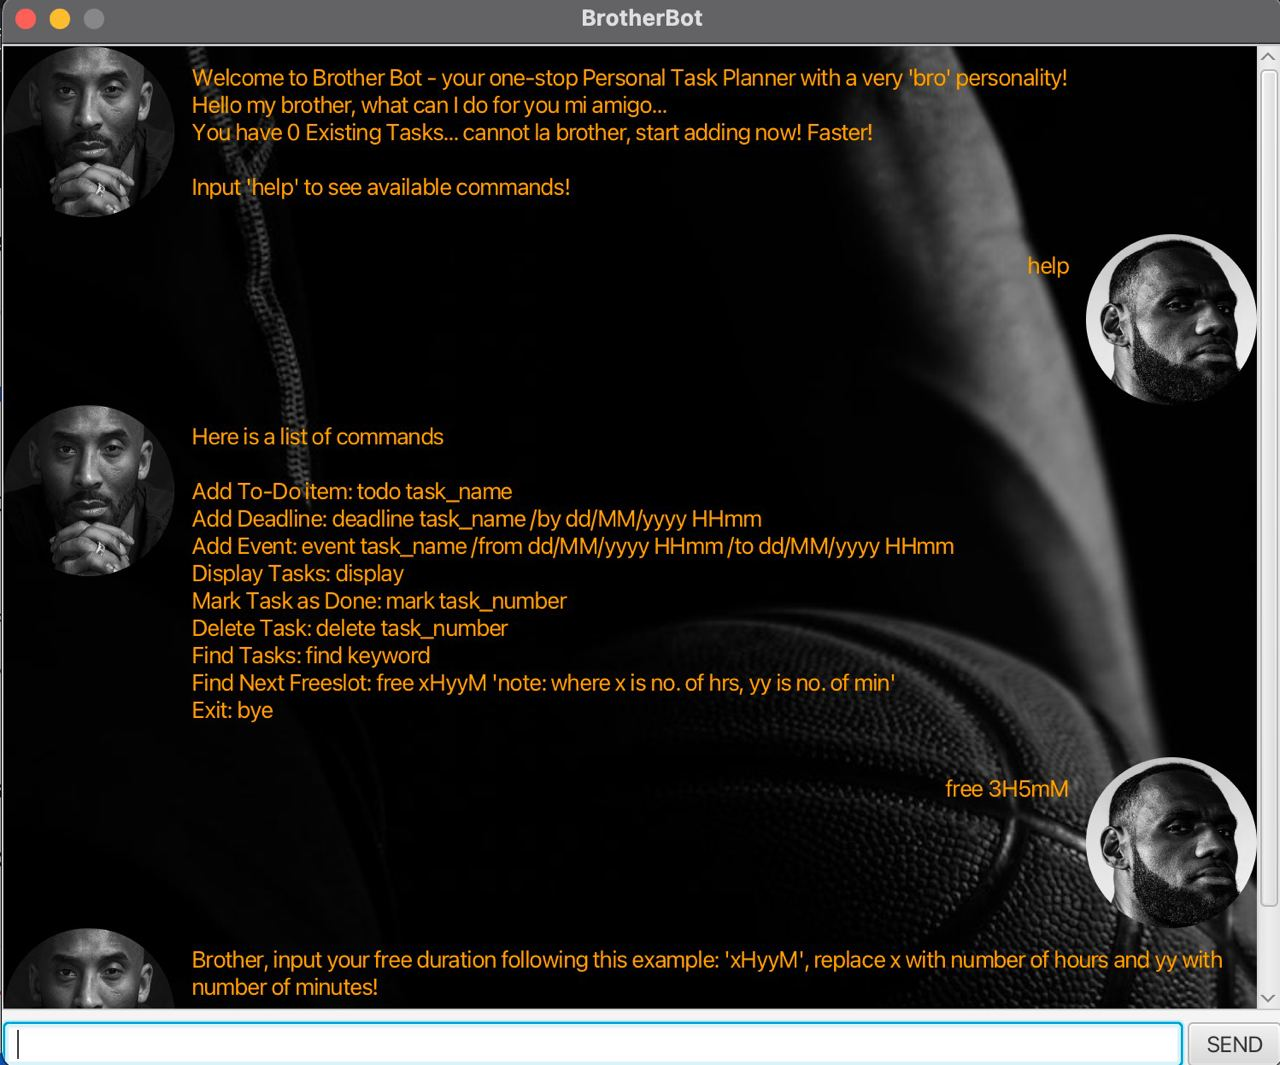 BrotherBot
Welcome to Brother Bot - your one-stop Personal Task Planner with a very 'bro' personality!
Hello my brother, what can I do for you mi amigo...
You have 0 Existing Tasks... cannot la brother, start adding now! Faster!
Input 'help' to see available commands!
help
Here is a list of commands
Add To-Do item: todo task_name
Add Deadline: deadline task_name /by dd/MM/yyyy HHmm
Add Event: event task_name /from dd/MM/yyyy HHmm /to dd/MM/yyyy HHmm
Display Tasks: display
Mark Task as Done: mark task_number
Delete Task: delete task_number
Find Tasks: find keyword
Find Next Freeslot: free xHyyM 'note: where x is no. of hrs, yy is no. of min'
Exit: bye
free 3H5mM
Brother, input your free duration following this example: 'xHyyM', replace x with number of hours and yy with
number of minutes!
SEND